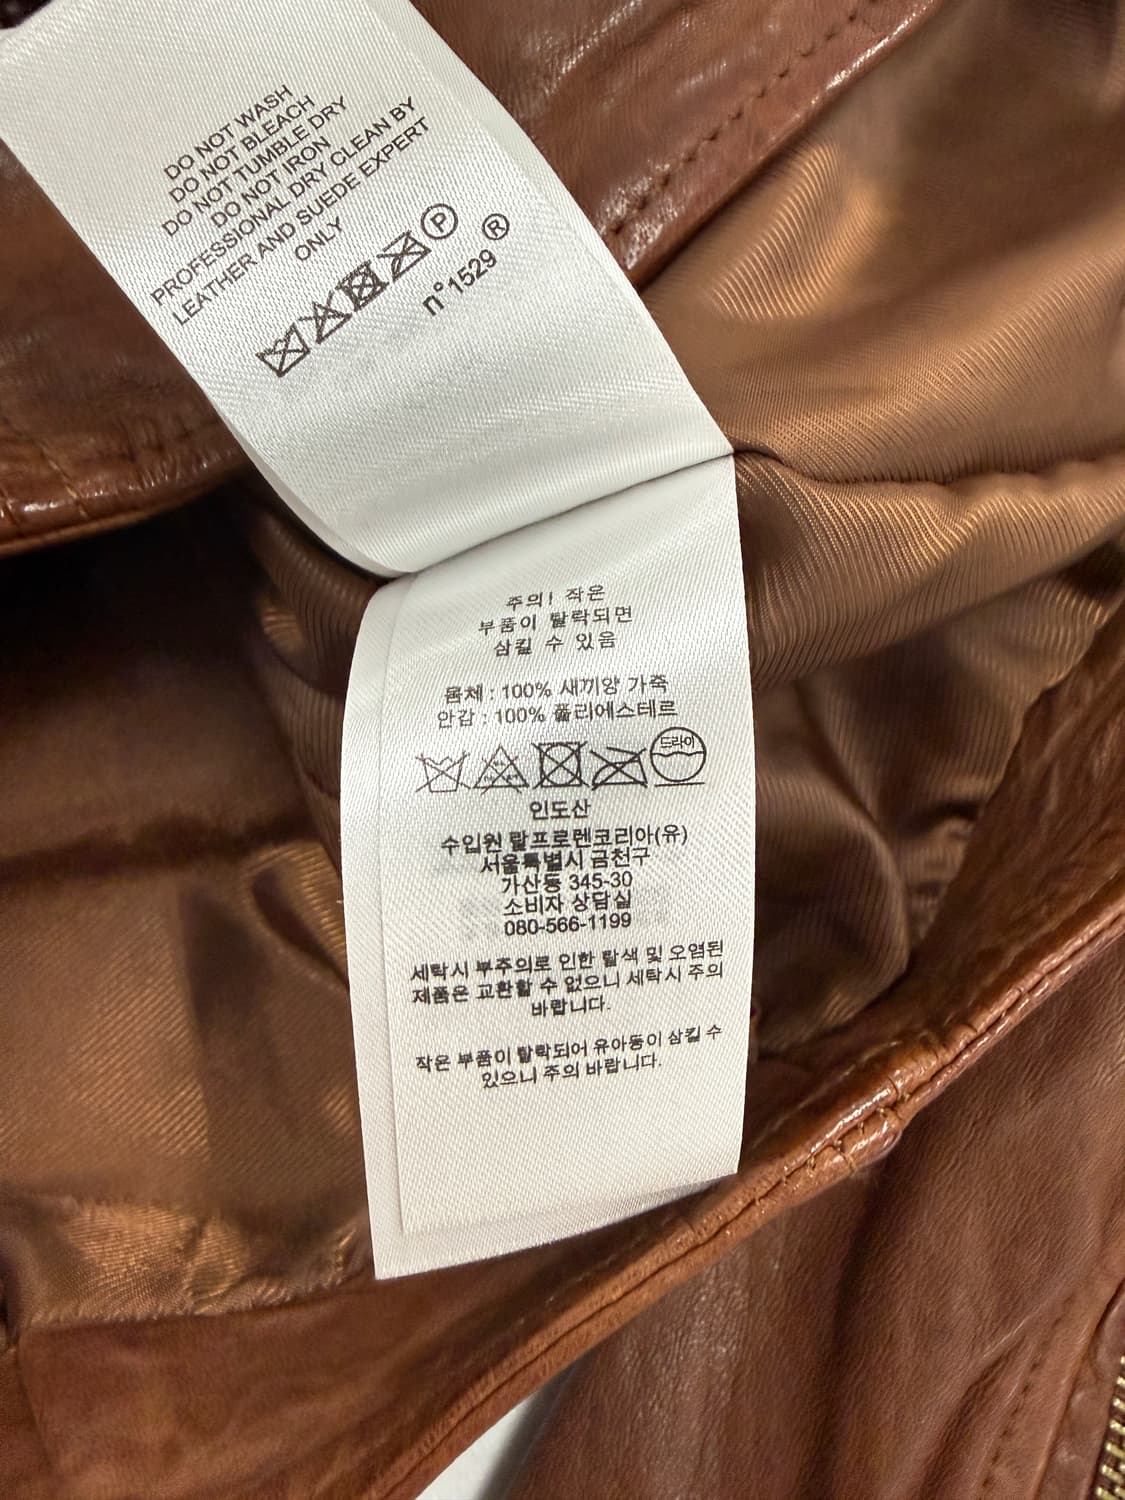 DO NOT WASH
DO NOT BLEACH
DO NOT TUMBLE DRY
DO NOT IRON
PROFESSIONAL DRY CLEAN BY
LEATHER AND SUEDE EXPERT
ONLY
P
n°1529 ®
주의! 작은
부품이 탈락되면
삼킬 수 있음
몸체 : 100% 새끼양 가죽
안감 : 100% 폴리에스테르
드라이
인도산
수입원 랄프로렌코리아(유)
서울특별시 금천구
가산동 345-30
소비자 상담실
080-566-1199
세탁시 부주의로 인한 탈색 및 오염된
제품은 교환할 수 없으니 세탁시 주의
바랍니다.
작은 부품이 탈락되어 유아동이 삼킬 수
있으니 주의 바랍니다.